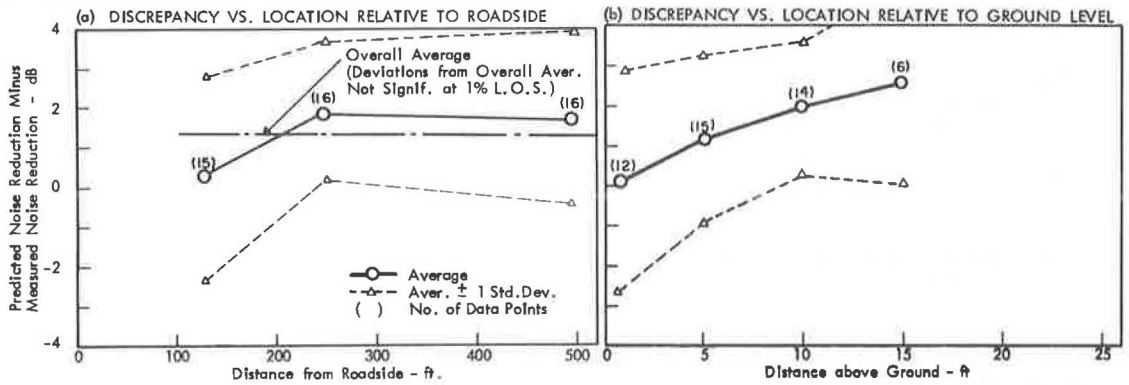 (a) DISCREPANCY VS. LOCATION RELATIVE TO ROADSIDE
(b) DISCREPANCY VS. LOCATION RELATIVE TO GROUND LEVEL
Predicted Noise Reduction Minus
Measured Noise Reduction - dB
4
2
0
-2
-4
Overall Average
(Deviations from Overall Aver.
Not Signif. at 1% L.O.S.)
(15)
(16)
(16)
Average
Aver. ± 1 Std.Dev.
( ) No. of Data Points
0 100 200 300 400 500
Distance from Roadside - ft.
(12)
(15)
(14)
(6)
0 5 10 15 20 25
Distance above Ground - ft